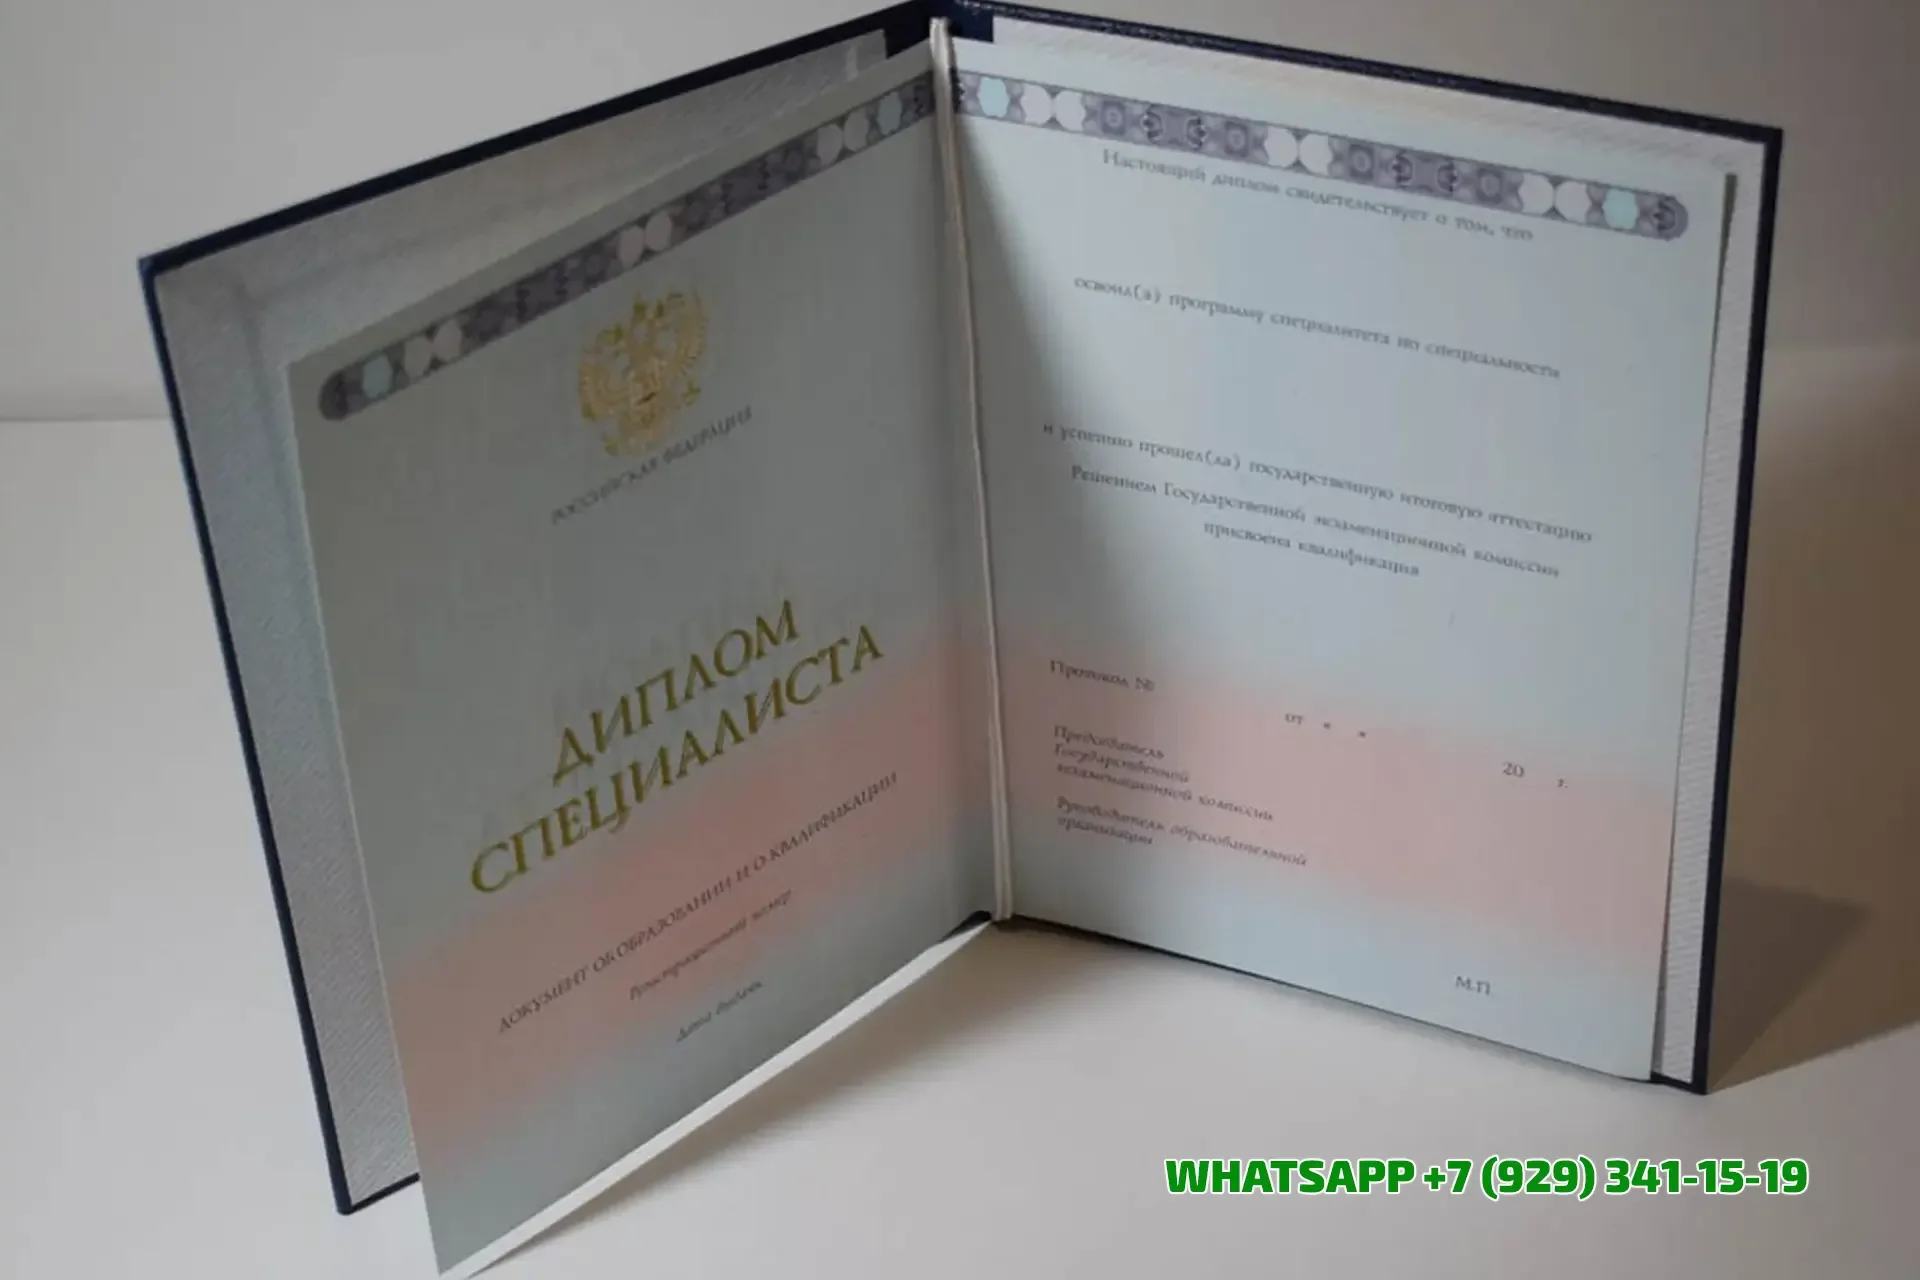 РОССИЙСКАЯ ФЕДЕРАЦИЯ
ДИПЛОМ
СПЕЦИАЛИСТА
ДОКУМЕНТ ОБ ОБРАЗОВАНИИ И О КВАЛИФИКАЦИИ
Регистрационный номер
Дата выдачи
Настоящий диплом свидетельствует о том, что
освоил(а) программу специалитета по специальности
и успешно прошел(ла) государственную итоговую аттестацию
Решением Государственной экзаменационной комиссии
присвоена квалификация
Протокол №
от « » 20 г.
Председатель
Государственной
экзаменационной комиссии
Руководитель образовательной
организации
М.П.
WHATSAPP +7 (929) 341-15-19